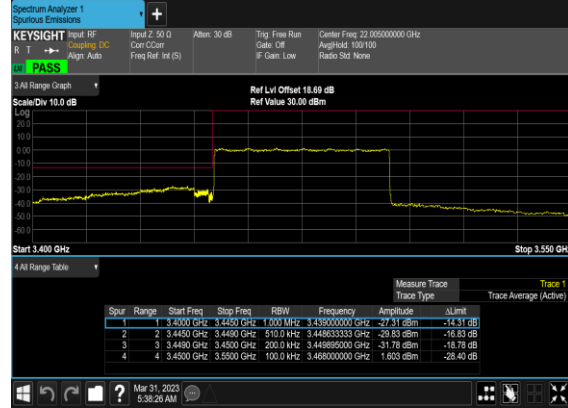 Spectrum Analyzer 1
Spurious Emissions
KEYSIGHT Input: RF Input Z: 50 Ω Atten: 30 dB Trig: Free Run Center Freq: 22.005000000 GHz
R T Coupling: DC Corr CCorr Gate: Off Avg|Hold: 100/100
Align: Auto Freq Ref: Int (S) IF Gain: Low Radio Std: None
PASS
3 All Range Graph
Ref Lvl Offset 18.69 dB
Scale/Div 10.0 dB Ref Value 30.00 dBm
Log
20.0
10.0
0.00
-10.0
-20.0
-30.0
-40.0
-50.0
-60.0
Start 3.400 GHz Stop 3.550 GH
4 All Range Table
Measure Trace Trace 1
Trace Type Trace Average (Active)
Spur Range Start Freq Stop Freq RBW Frequency Amplitude ΔLimit
1 1 3.4000 GHz 3.4450 GHz 1.000 MHz 3.439000000 GHz -27.31 dBm -14.31 dB
2 2 3.4450 GHz 3.4490 GHz 510.0 kHz 3.448633333 GHz -29.83 dBm -16.83 dB
3 3 3.4490 GHz 3.4500 GHz 200.0 kHz 3.449895000 GHz -31.78 dBm -18.78 dB
4 4 3.4500 GHz 3.5500 GHz 100.0 kHz 3.468000000 GHz 1.603 dBm -28.40 dB
Mar 31, 2023
5:38:26 AM